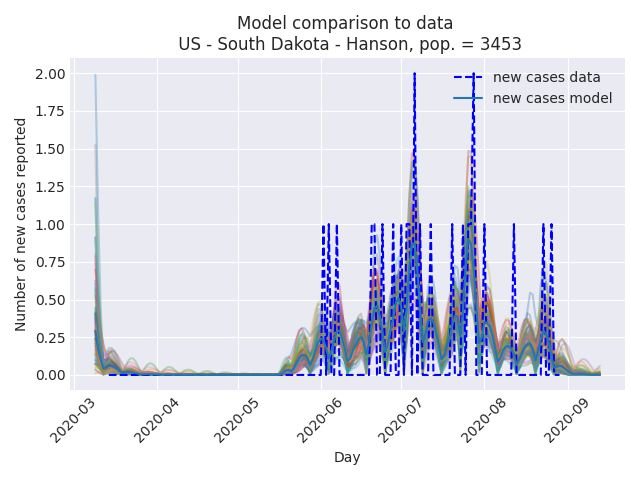 Model comparison to data
US - South Dakota - Hanson, pop. = 3453
new cases data
new cases model
Number of new cases reported
2.00
1.75
1.50
1.25
1.00
0.75
0.50
0.25
0.00
2020-03
2020-04
2020-05
2020-06
2020-07
2020-08
2020-09
Day